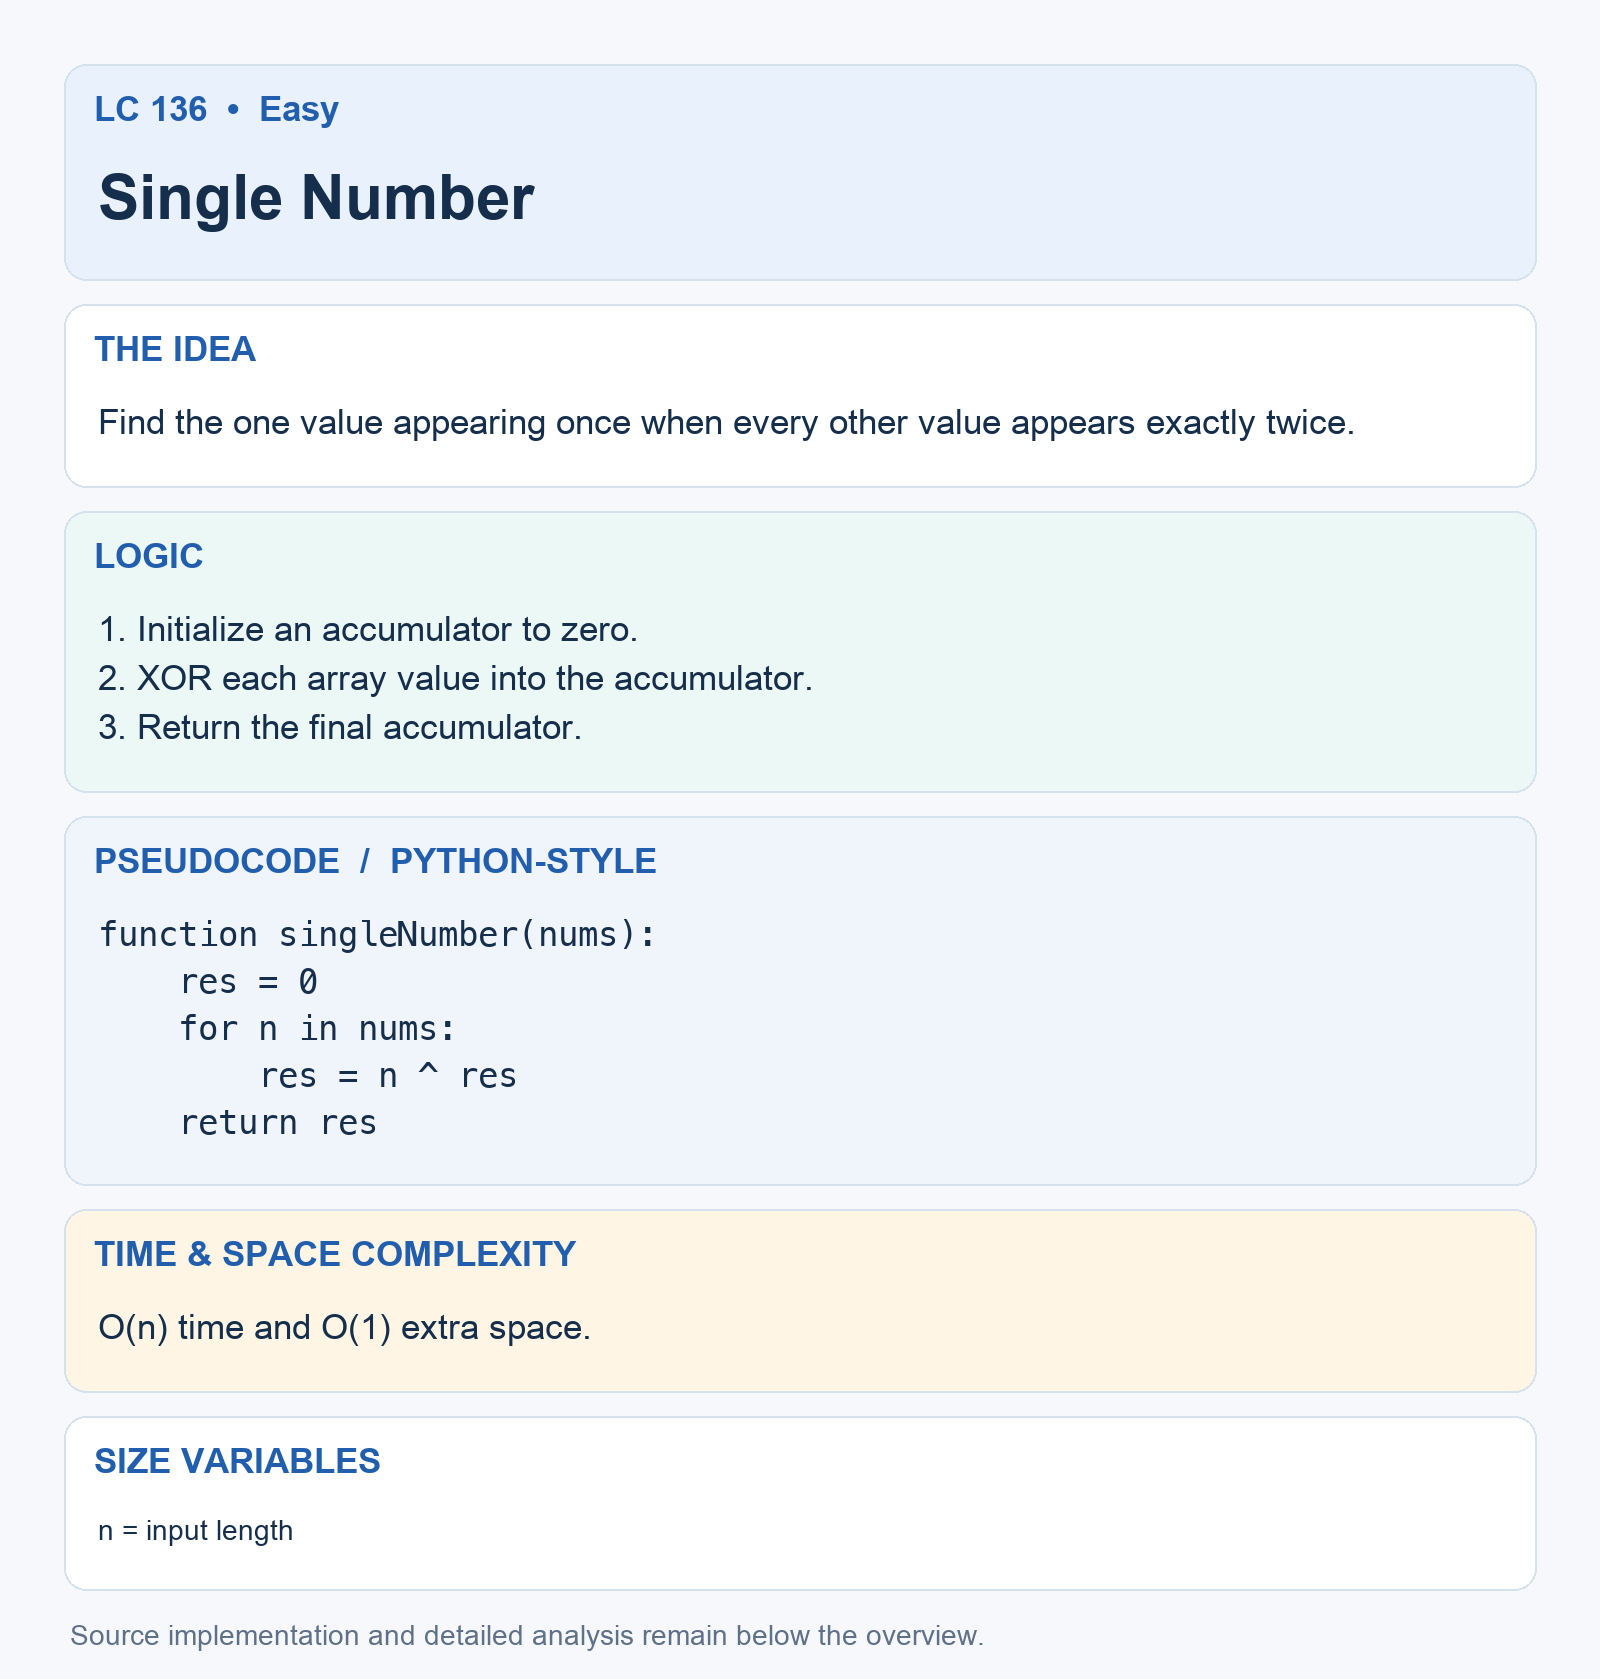 LC 136 • Easy
Single Number
THE IDEA
Find the one value appearing once when every other value appears exactly twice.
LOGIC
1. Initialize an accumulator to zero.
2. XOR each array value into the accumulator.
3. Return the final accumulator.
PSEUDOCODE / PYTHON-STYLE
function singleNumber(nums):
    res = 0
    for n in nums:
        res = n ^ res
    return res
TIME & SPACE COMPLEXITY
O(n) time and O(1) extra space.
SIZE VARIABLES
n = input length
Source implementation and detailed analysis remain below the overview.